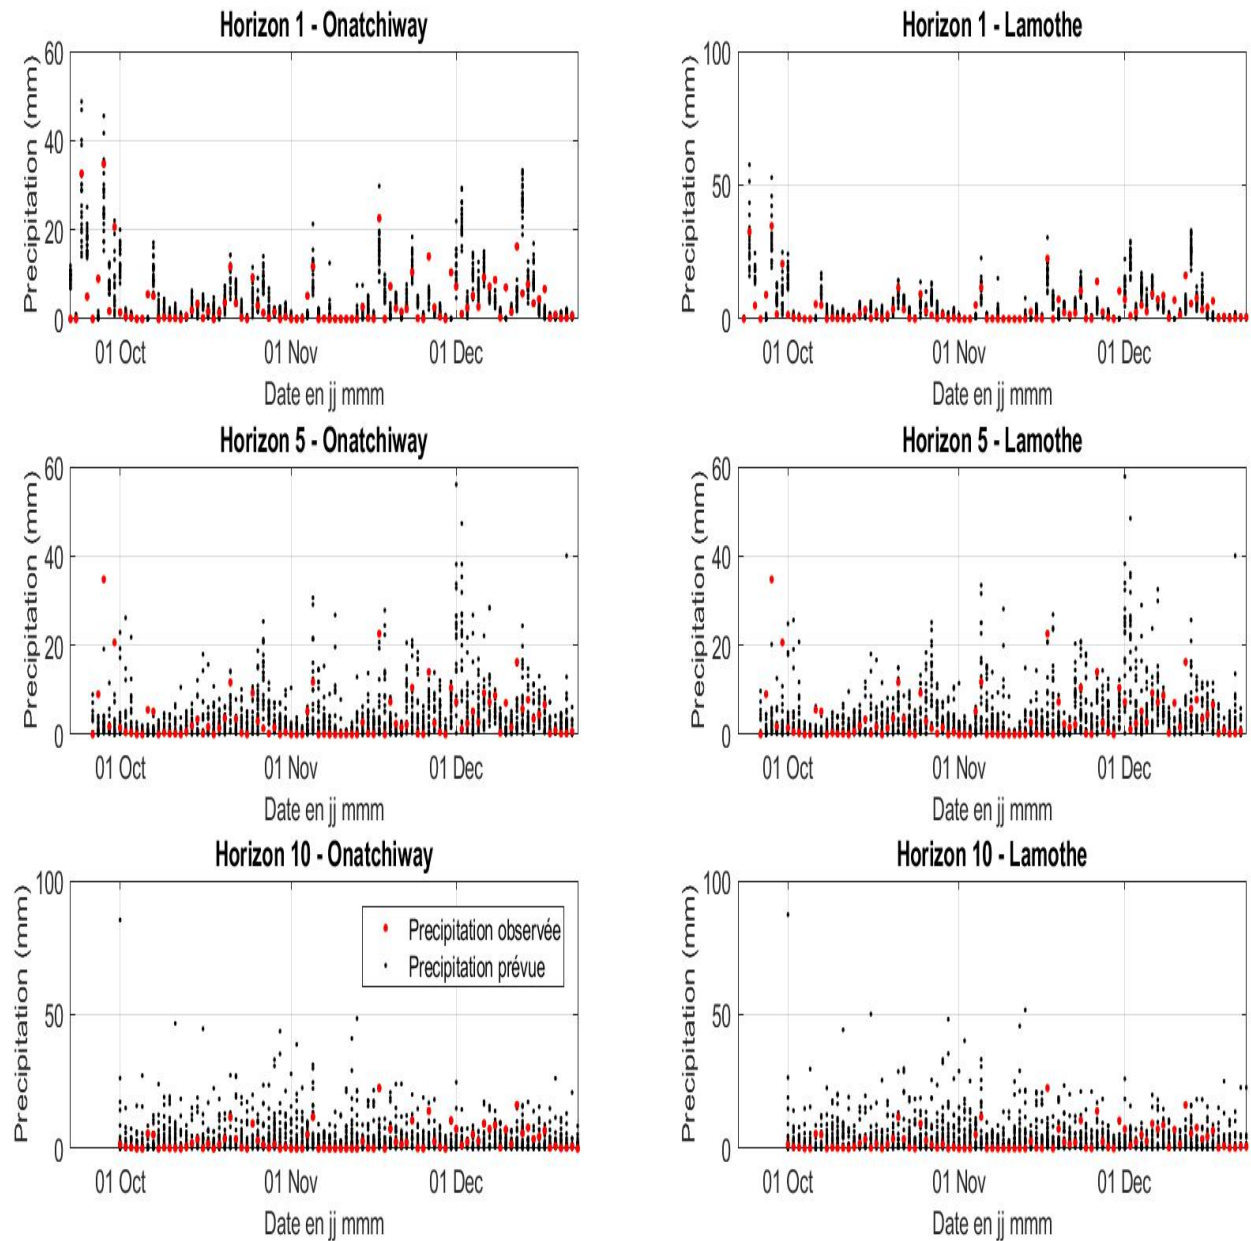 Horizon 1 - Onatchiway
Precipitation (mm)
60
40
20
0
01 Oct
01 Nov
01 Dec
Date en jj mmm
Horizon 1 - Lamothe
Precipitation (mm)
100
50
0
01 Oct
01 Nov
01 Dec
Date en jj mmm
Horizon 5 - Onatchiway
Precipitation (mm)
60
40
20
0
01 Oct
01 Nov
01 Dec
Date en jj mmm
Horizon 5 - Lamothe
Precipitation (mm)
60
40
20
0
01 Oct
01 Nov
01 Dec
Date en jj mmm
Horizon 10 - Onatchiway
Precipitation (mm)
100
50
0
Precipitation observée
Precipitation prévue
01 Oct
01 Nov
01 Dec
Date en jj mmm
Horizon 10 - Lamothe
Precipitation (mm)
100
50
0
01 Oct
01 Nov
01 Dec
Date en jj mmm